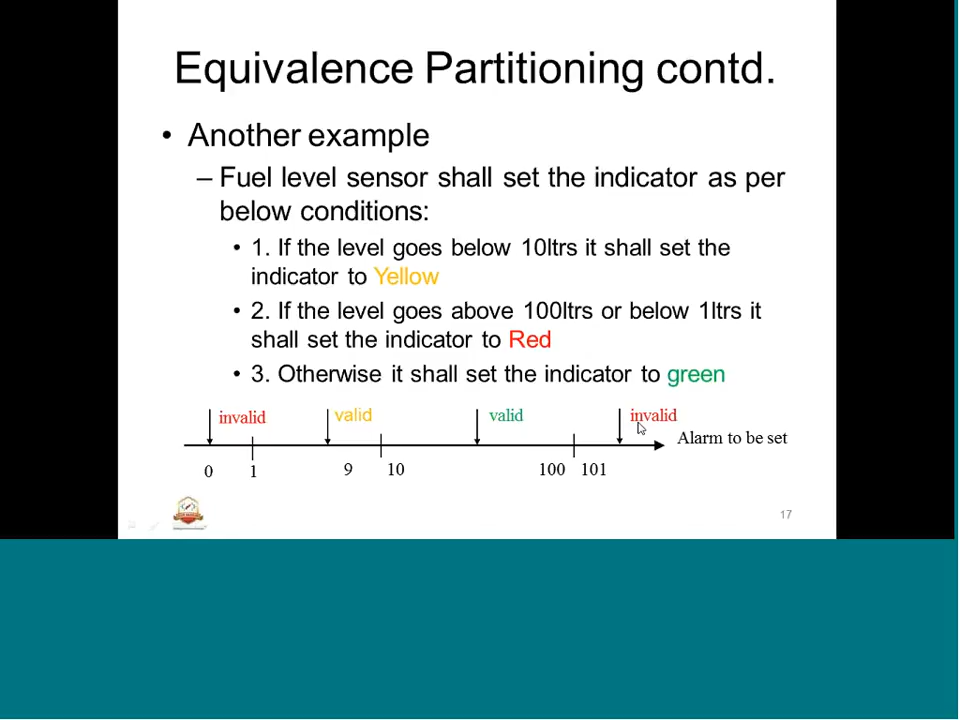 Equivalence Partitioning contd.
• Another example
– Fuel level sensor shall set the indicator as per
below conditions:
• 1. If the level goes below 10ltrs it shall set the
indicator to Yellow
• 2. If the level goes above 100ltrs or below 1ltrs it
shall set the indicator to Red
• 3. Otherwise it shall set the indicator to green
invalid valid valid invalid
Alarm to be set
0 1 9 10 100 101
17